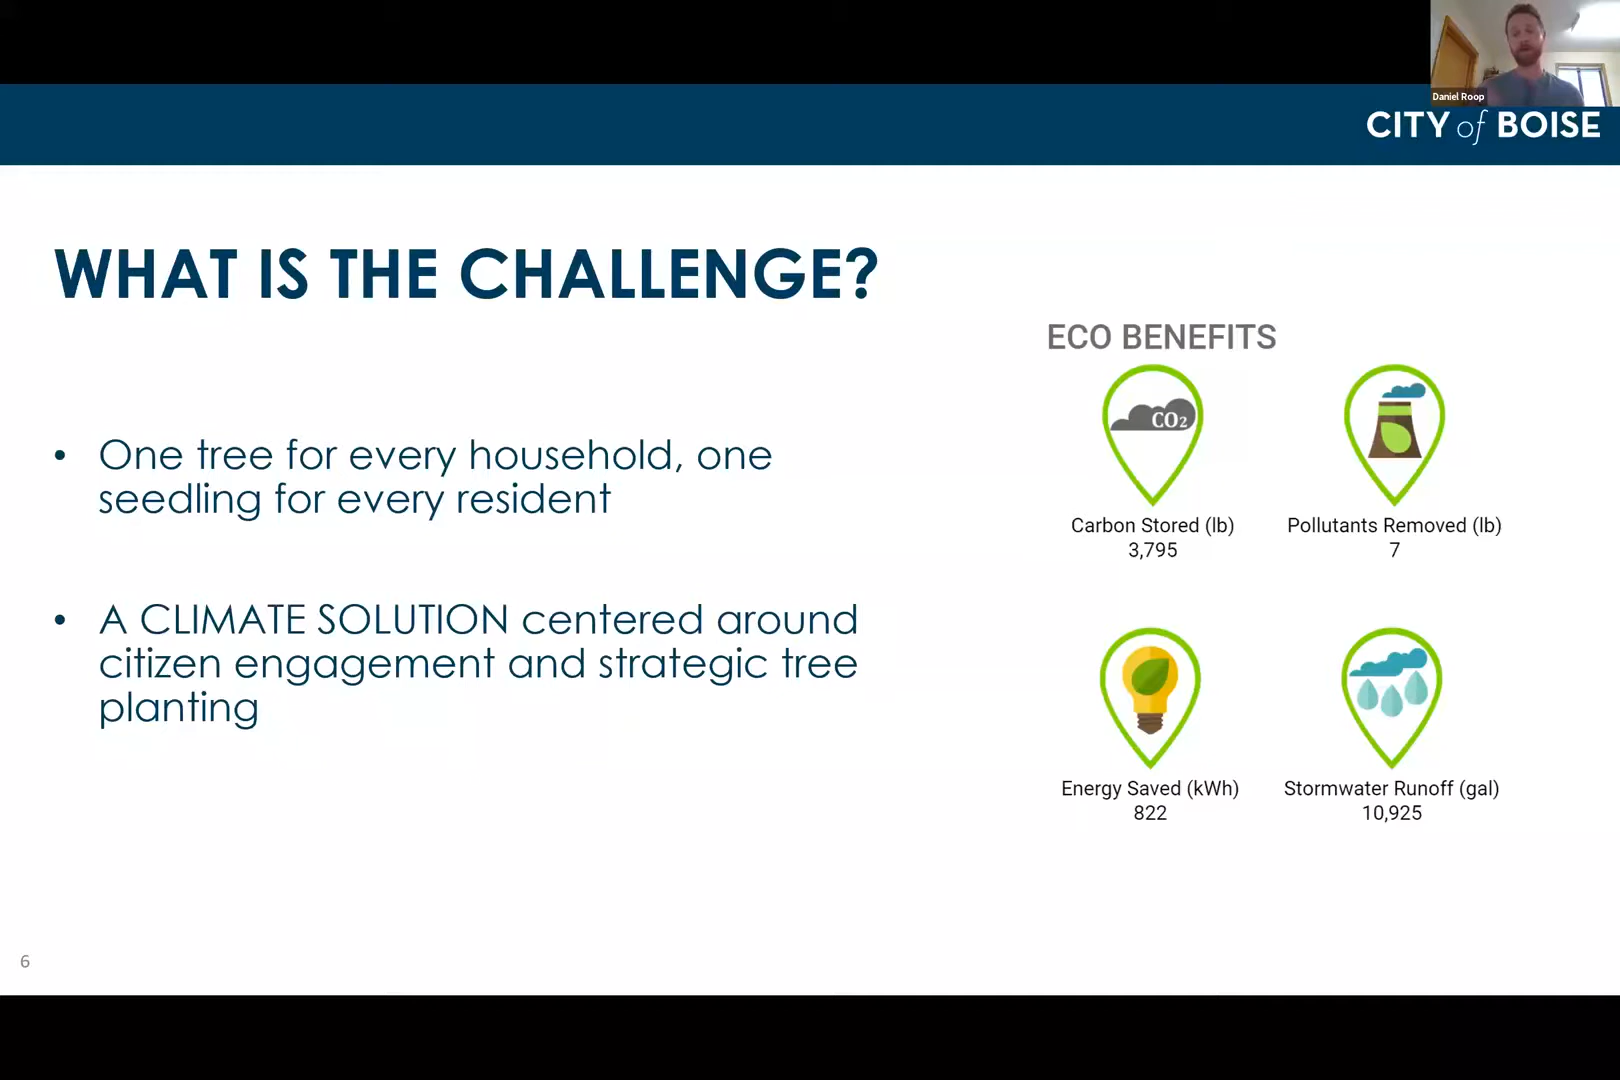 Daniel Roop
CITY of BOISE
WHAT IS THE CHALLENGE?
• One tree for every household, one
seedling for every resident
• A CLIMATE SOLUTION centered around
citizen engagement and strategic tree
planting
ECO BENEFITS
CO2
Carbon Stored (lb)
3,795
Pollutants Removed (lb)
7
Energy Saved (kWh)
822
Stormwater Runoff (gal)
10,925
6